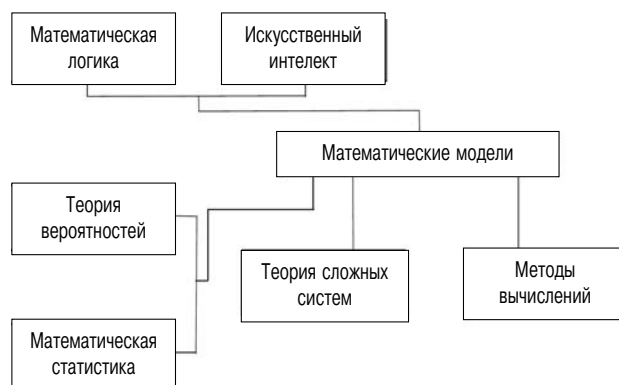 Математическая
логика
Искусственный
интелект
Математические модели
Теория
вероятностей
Теория сложных
систем
Методы
вычислений
Математическая
статистика